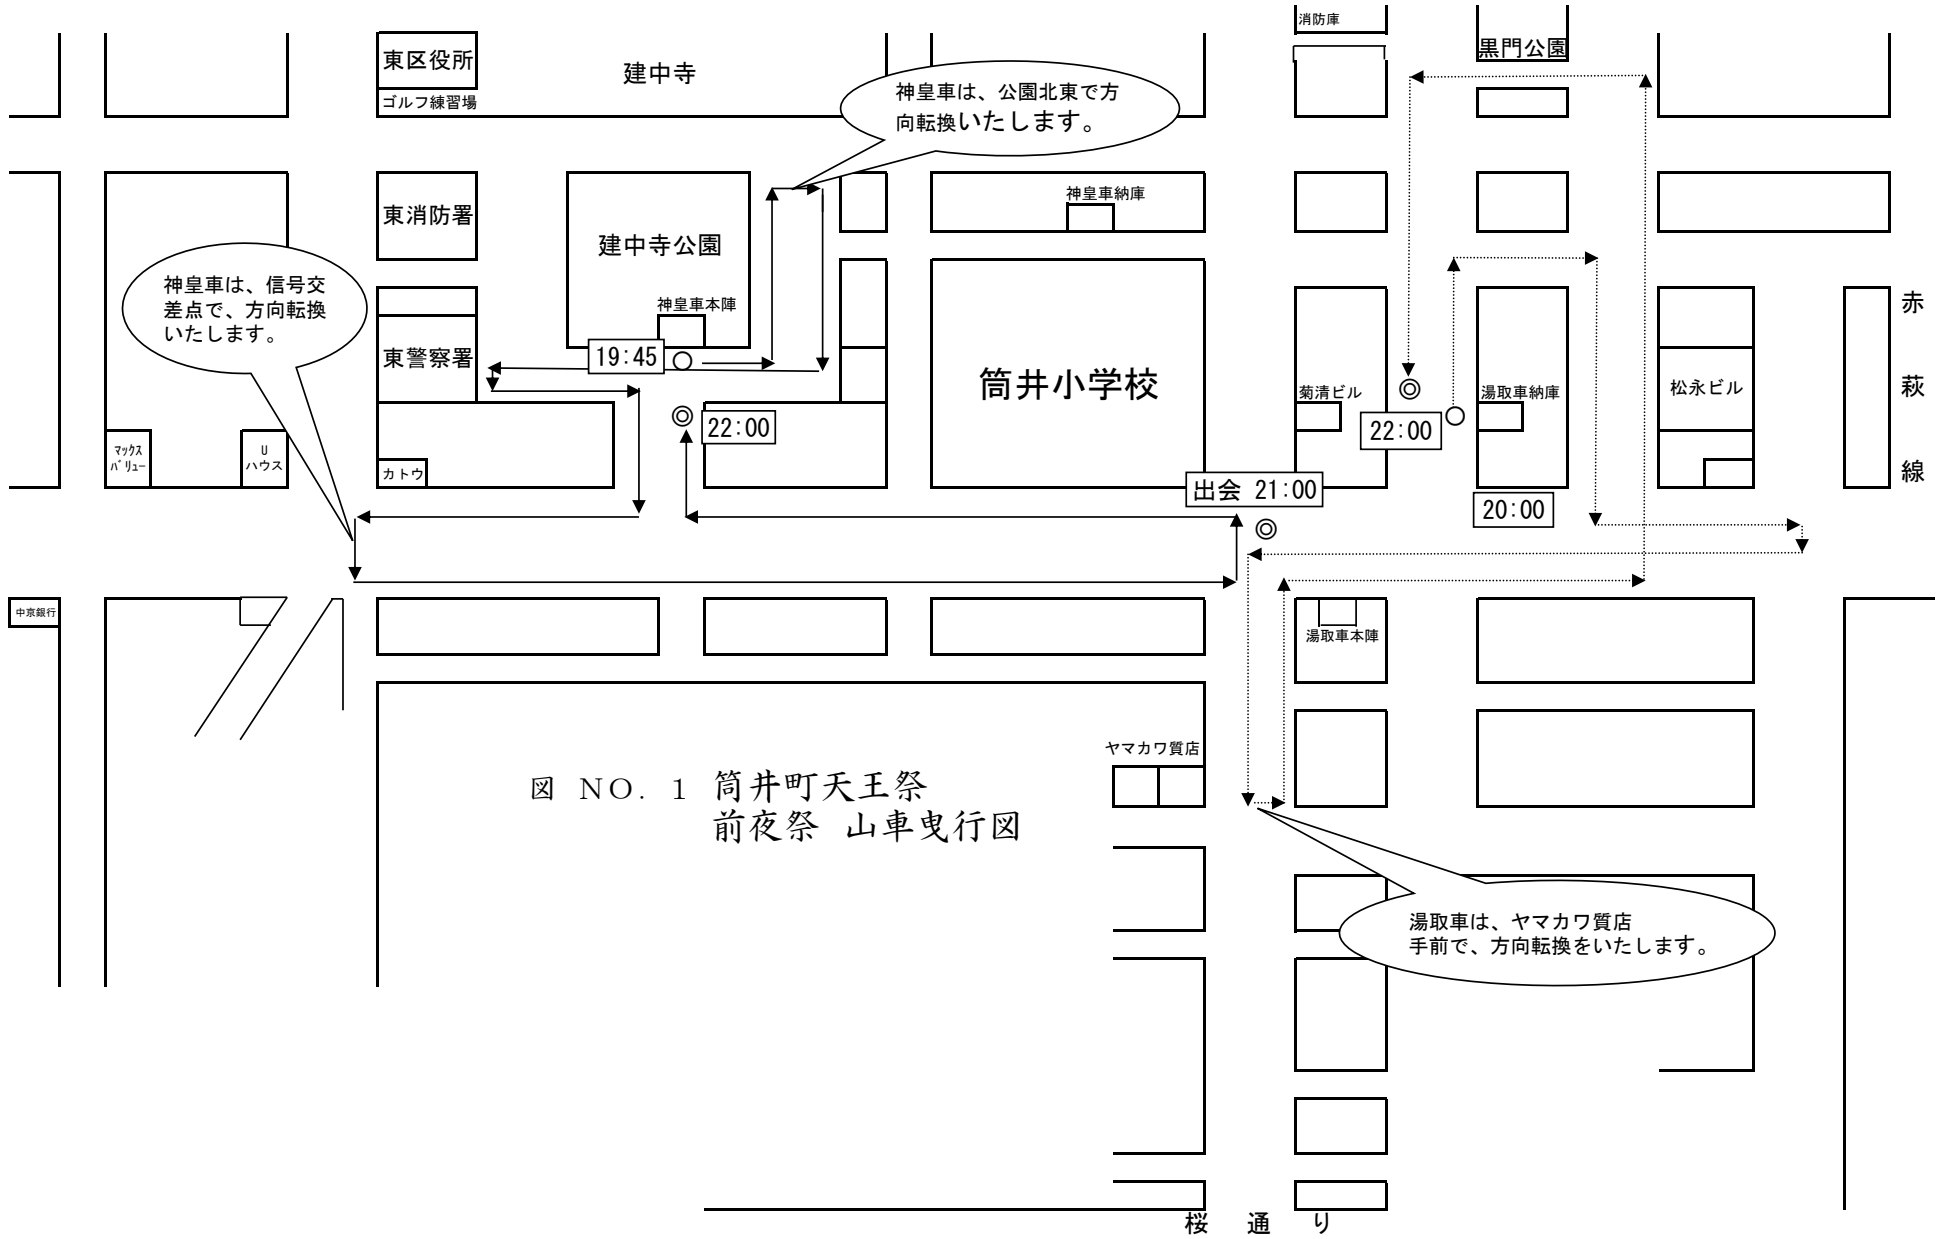 消防庫
黒門公園
東区役所
建中寺
ゴルフ練習場
神皇車は、公園北東で方
向転換いたします。
東消防署
神皇車納庫
建中寺公園
神皇車は、信号交
差点で、方向転換
いたします。
神皇車本陣
赤
萩
線
東警察署
19:45
筒井小学校
菊清ビル
湯取車納庫
松永ビル
22:00
22:00
マックス
バリュー
U
ハウス
カトウ
出会 21:00
20:00
中京銀行
湯取車本陣
ヤマカワ質店
図 NO. 1 筒井町天王祭
前夜祭 山車曳行図
湯取車は、ヤマカワ質店
手前で、方向転換をいたします。
桜 通 り